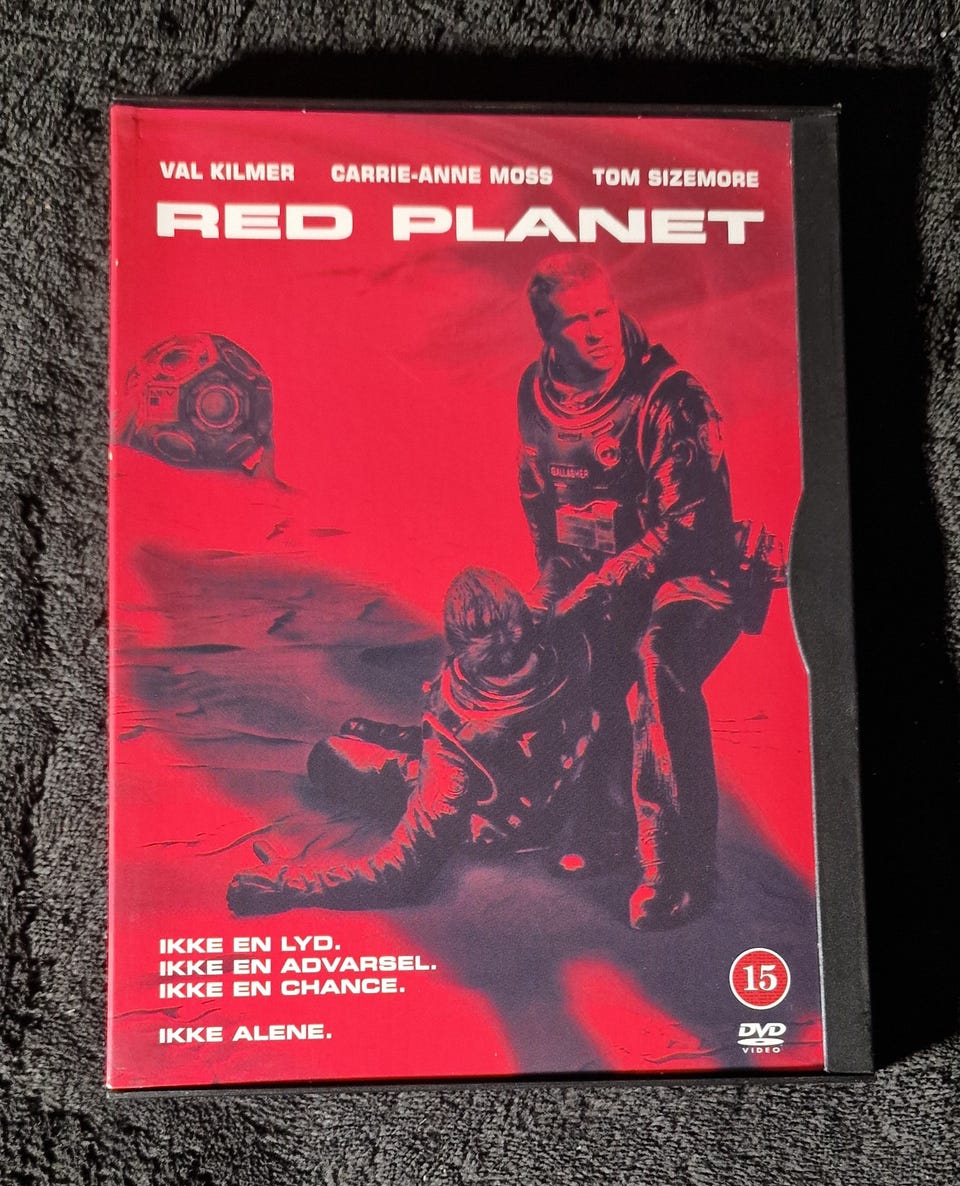 VAL KILMER CARRIE-ANNE MOSS TOM SIZEMORE
RED PLANET
GALLAGHER
IKKE EN LYD.
IKKE EN ADVARSEL.
IKKE EN CHANCE.
IKKE ALENE.
15
DVD
VIDEO